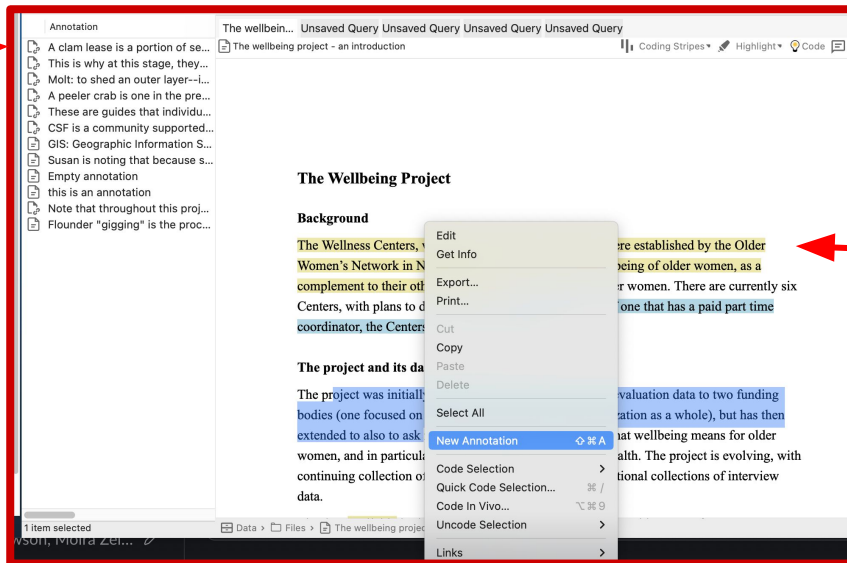 Annotation
A clam lease is a portion of se...
This is why at this stage, they...
Molt: to shed an outer layer--i...
A peeler crab is one in the pre...
These are guides that individu...
CSF is a community supported...
GIS: Geographic Information S...
Susan is noting that because s...
Empty annotation
this is an annotation
Note that throughout this proj...
Flounder "gigging" is the proc...
1 item selected
The wellbein... Unsaved Query Unsaved Query Unsaved Query Unsaved Query
The wellbeing project - an introduction
Coding Stripes Highlight Code
The Wellbeing Project
Background
The Wellness Centers, ere established by the Older
Women's Network in N being of older women, as a
complement to their oth er women. There are currently six
Centers, with plans to d one that has a paid part time
coordinator, the Centers
The project and its da
The project was initially evaluation data to two funding
bodies (one focused on zation as a whole), but has then
extended to also to ask hat wellbeing means for older
women, and in particula alth. The project is evolving, with
continuing collection of tional collections of interview
data.
Edit
Get Info
Export...
Print...
Cut
Copy
Paste
Delete
Select All
New Annotation ⇧⌘A
Code Selection >
Quick Code Selection... ⌘ /
Code In Vivo... ⌥⌘9
Uncode Selection >
Links >
Data > Files > The wellbeing projec